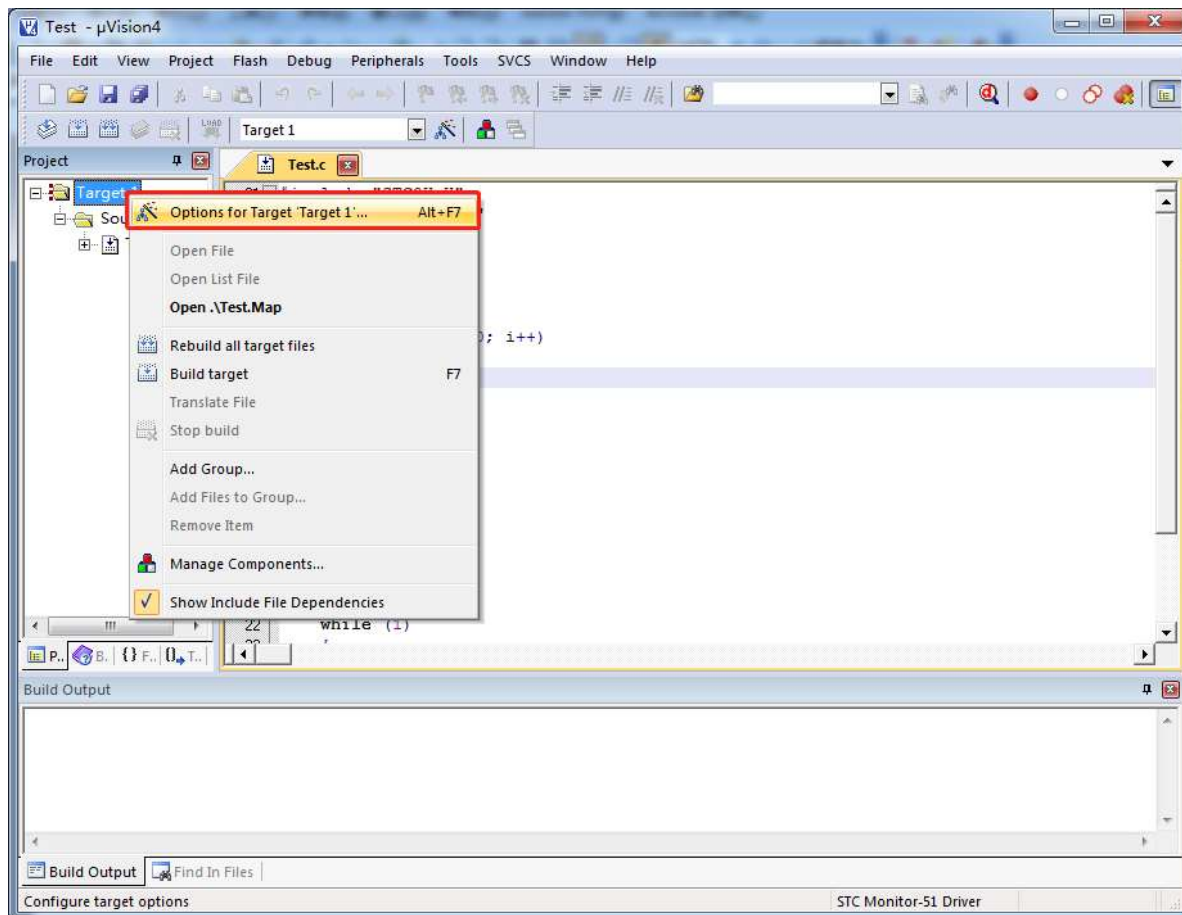 Test - µVision4
File Edit View Project Flash Debug Peripherals Tools SVCS Window Help
LOAD Target 1
Project
Test.c
Target
Options for Target 'Target 1'... Alt+F7
Sou
Open File
Open List File
Open .\Test.Map
; i++)
Rebuild all target files
Build target F7
Translate File
Stop build
Add Group...
Add Files to Group...
Remove Item
Manage Components...
Show Include File Dependencies
22 while (1)
P.. B.. {} F.. 0 T..
Build Output
Build Output Find In Files
Configure target options STC Monitor-51 Driver